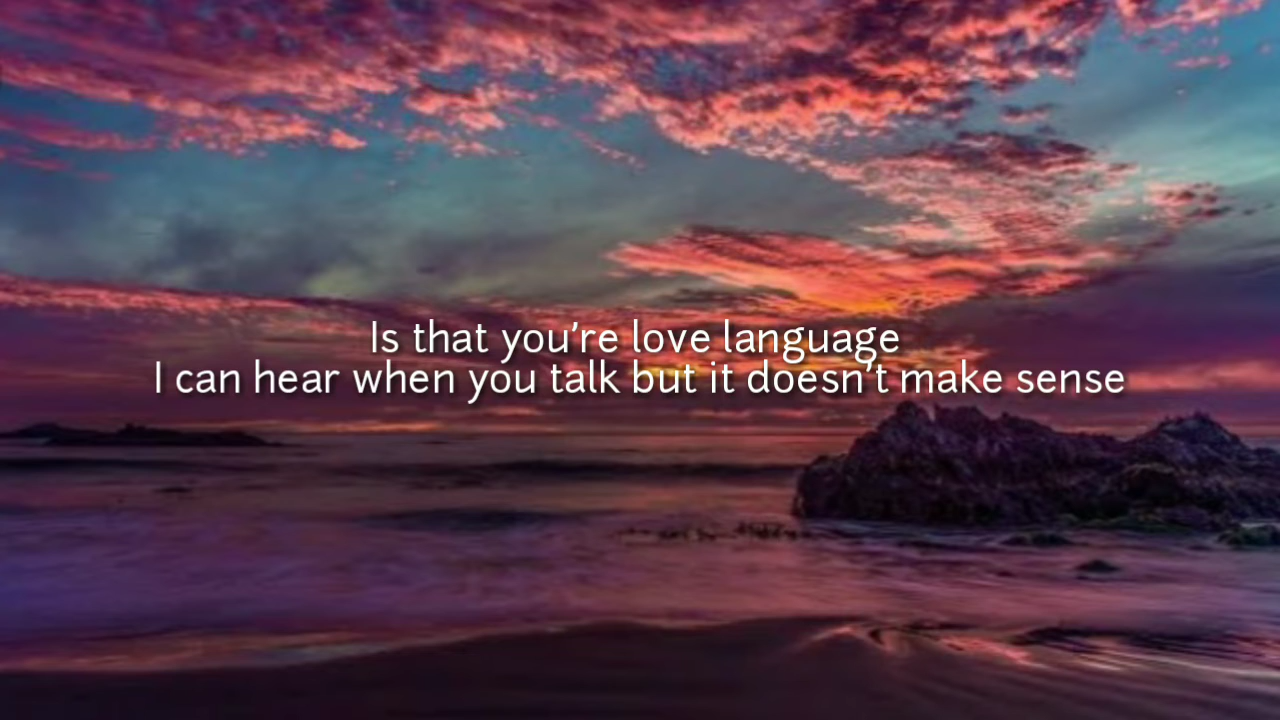 Is that you're love language
I can hear when you talk but it doesn't make sense